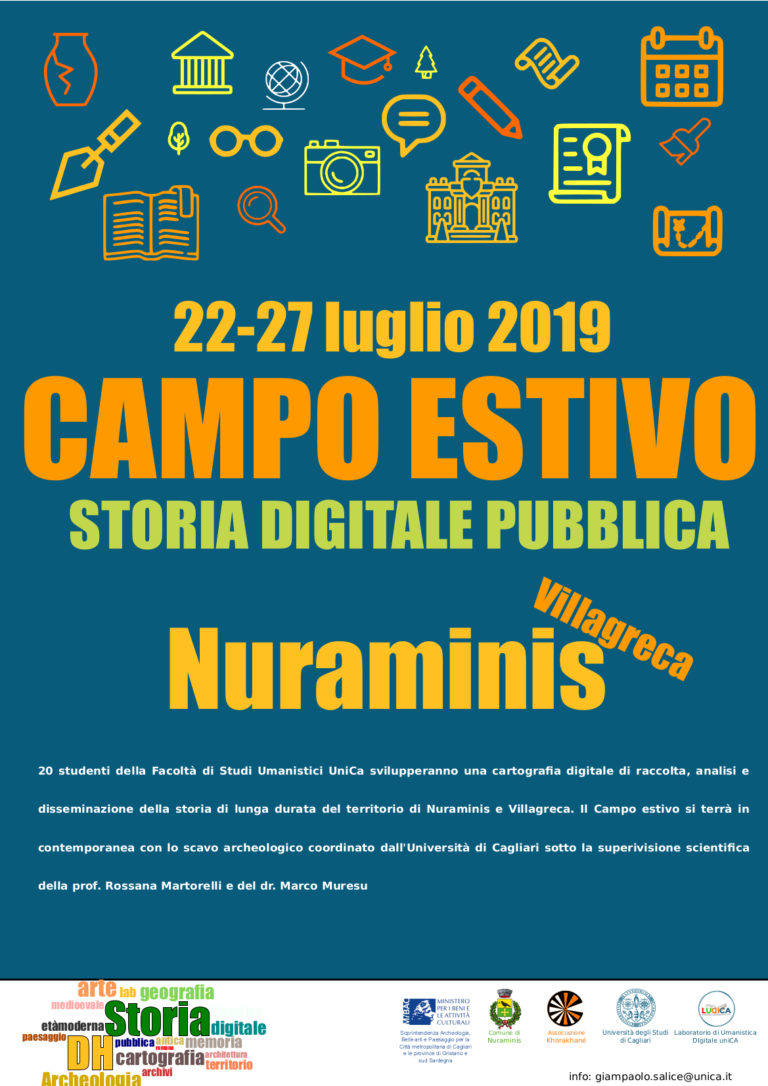 22-27 luglio 2019
CAMPO ESTIVO
STORIA DIGITALE PUBBLICA
Villagreca
Nuraminis
20 studenti della Facoltà di Studi Umanistici UniCa svilupperanno una cartografia digitale di raccolta, analisi e
disseminazione della storia di lunga durata del territorio di Nuraminis e Villagreca. Il Campo estivo si terrà in
contemporanea con lo scavo archeologico coordinato dall'Università di Cagliari sotto la superivisione scientifica
della prof. Rossana Martorelli e del dr. Marco Muresu
arte lab geografia
medioevale
etàmoderna Storia digitale
paesaggio pubblica antica memoria
romana
DH cartografia architettura
territorio
Archeologia archivi
MiBAC
MINISTERO
PER I BENI E
LE ATTIVITÀ
CULTURALI
Soprintendenza Archeologia,
Belle arti e Paesaggio per la
Città metropolitana di Cagliari
e le province di Oristano e
sud Sardegna
Comune di
Nuraminis
Associazione
Khorakhané
Università degli Studi
di Cagliari
LUDiCA
Laboratorio di Umanistica
DIgitale uniCA
info: giampaolo.salice@unica.it